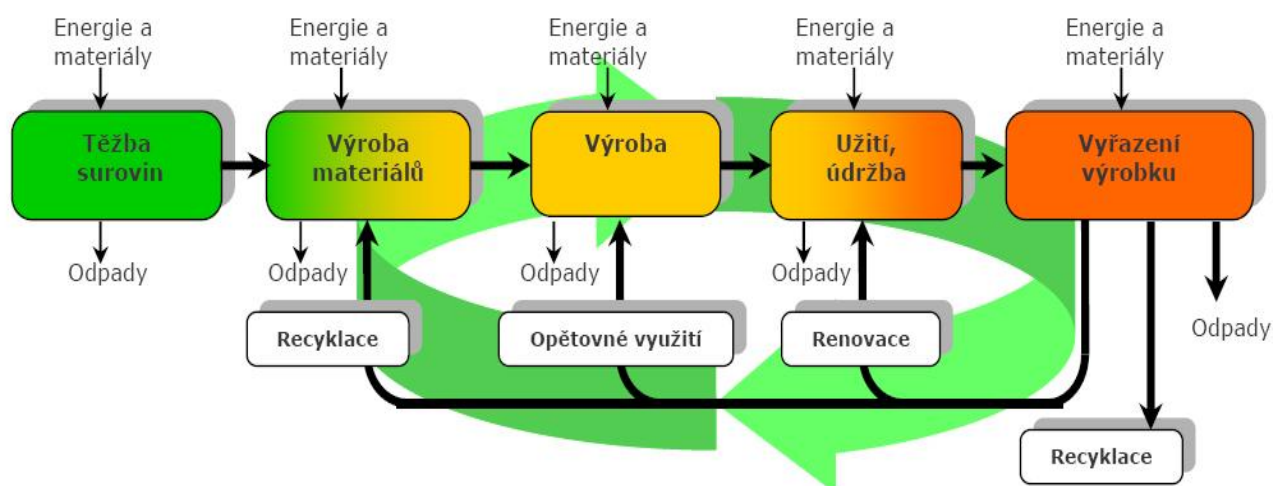 Energie a
materiály
Energie a
materiály
Energie a
materiály
Energie a
materiály
Energie a
materiály
Těžba
surovin
Výroba
materiálů
Výroba
Užití,
údržba
Vyřazení
výrobku
Odpady
Odpady
Odpady
Odpady
Odpady
Recyklace
Opětovné využití
Renovace
Recyklace